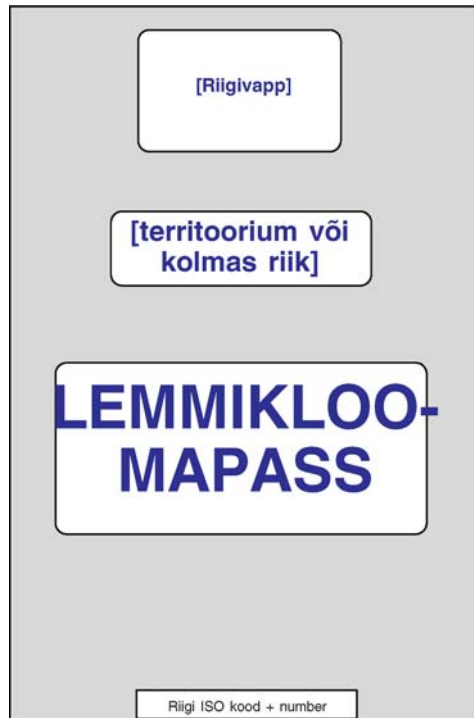 [Riigivapp]
[territoorium või
kolmas riik]
LEMMIKLOO-
MAPASS
Riigi ISO kood + number